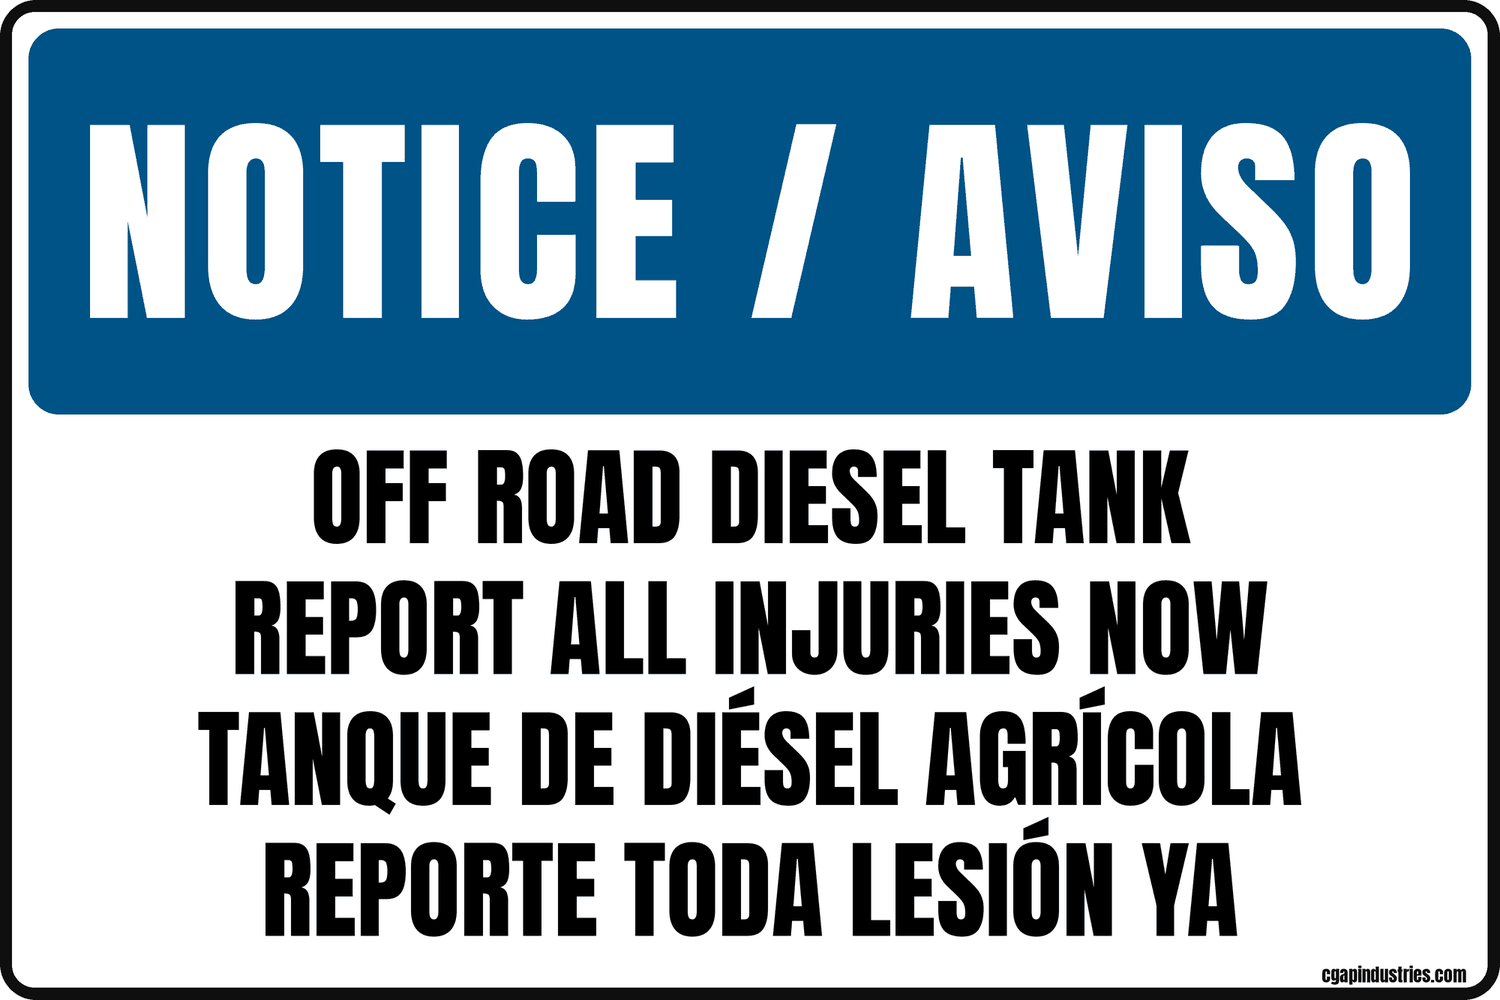 NOTICE / AVISO
OFF ROAD DIESEL TANK
REPORT ALL INJURIES NOW
TANQUE DE DIÉSEL AGRÍCOLA
REPORTE TODA LESIÓN YA
cgapindustries.com